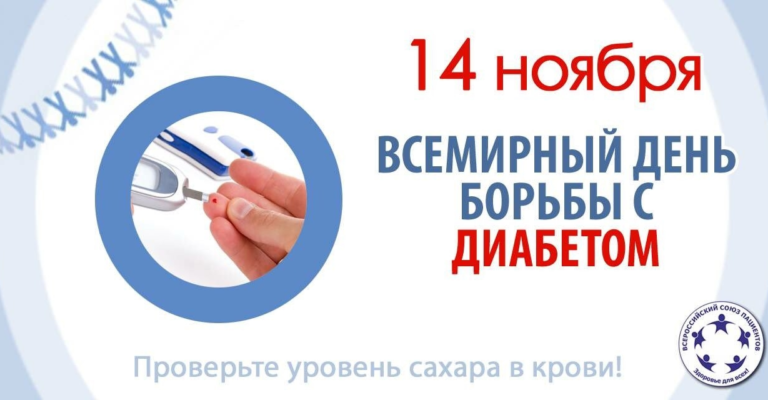 14 ноября
ВСЕМИРНЫЙ ДЕНЬ
БОРЬБЫ С
ДИАБЕТОМ
Проверьте уровень сахара в крови!
ВСЕРОССИЙСКИЙ СОЮЗ ПАЦИЕНТОВ
Здоровье для всех!